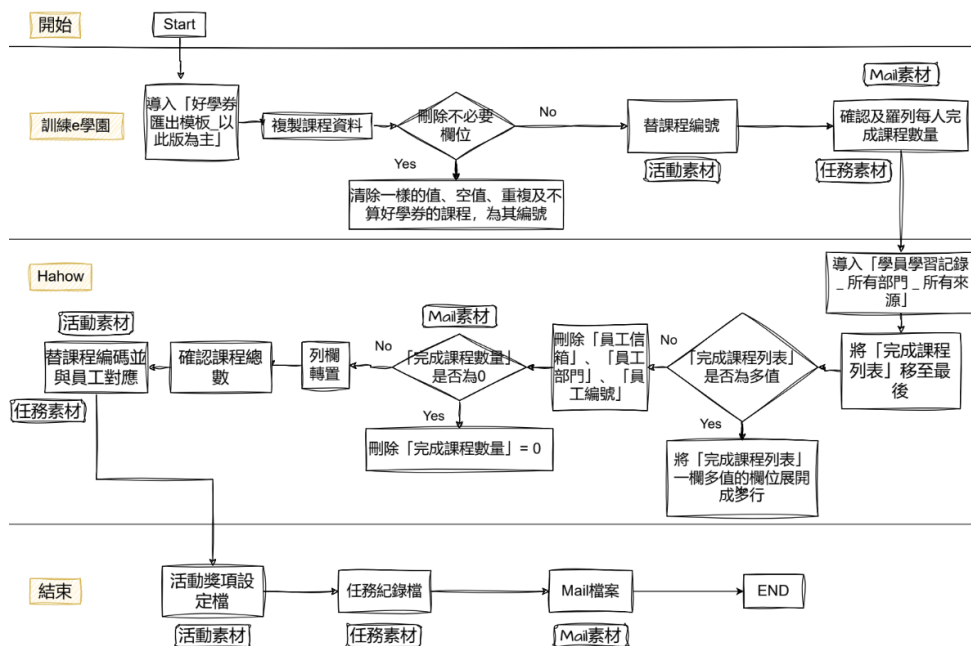 開始
Start
訓練e學園
導入「好學券
匯出模板_以
此版為主」
複製課程資料
刪除不必要
欄位
No
Yes
清除一樣的值、空值、重複及不
算好學券的課程，為其編號
替課程編號
活動素材
Mail素材
確認及羅列每人完
成課程數量
任務素材
Hahow
導入「學員學習記錄
_ 所有部門 _ 所有來
源」
將「完成課程
列表」移至最
後
「完成課程列表」
是否為多值
No
Yes
將「完成課程列表」
一欄多值的欄位展開
成多行
刪除「員工信
箱」、「員工
部門」、「員
工編號」
Mail素材
「完成課程數量」
是否為0
No
Yes
刪除「完成課程數量」= 0
列欄
轉置
確認課程總
數
活動素材
替課程編碼並
與員工對應
任務素材
結束
活動獎項設
定檔
活動素材
任務紀錄檔
任務素材
Mail檔案
Mail素材
END